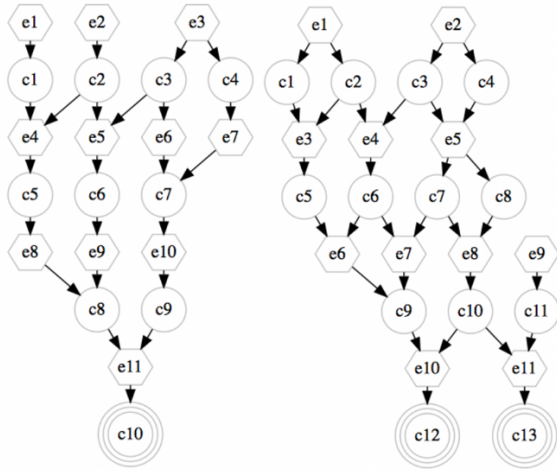 e1 e2 e3
c1 c2 c3 c4
e4 e5 e6 e7
c5 c6 c7
e8 e9 e10
c8 c9
e11
c10
e1 e2
c1 c2 c3 c4
e3 e4 e5
c5 c6 c7 c8
e6 e7 e8 e9
c9 c10 c11
e10 e11
c12 c13